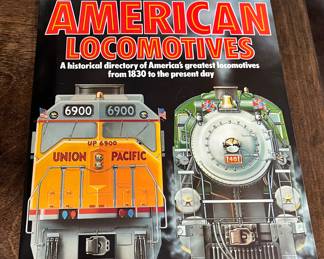 AMERICAN
LOCOMOTIVES
A historical directory of America's greatest locomotives
from 1830 to the present day
6900 6900
UP 6900
UNION PACIFIC
1401